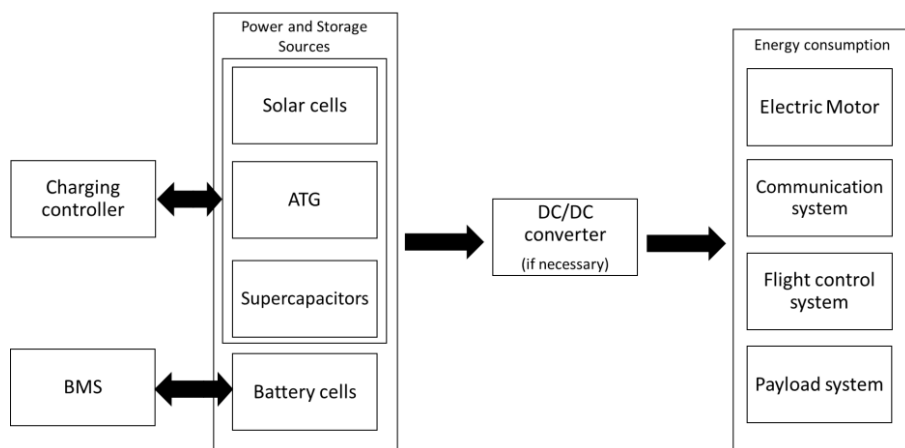 Power and Storage
Sources
Solar cells
ATG
Supercapacitors
Battery cells
Charging
controller
BMS
DC/DC
converter
(if necessary)
Energy consumption
Electric Motor
Communication
system
Flight control
system
Payload system